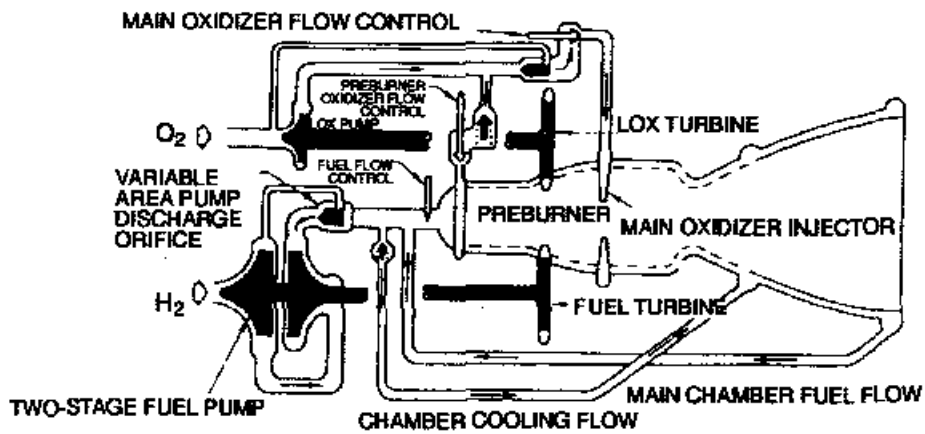 MAIN OXIDIZER FLOW CONTROL
PREBURNER
OXIDIZER FLOW
CONTROL
LOX PUMP
O2
LOX TURBINE
FUEL FLOW
CONTROL
VARIABLE
AREA PUMP
DISCHARGE
ORIFICE
PREBURNER
MAIN OXIDIZER INJECTOR
H2
FUEL TURBINE
MAIN CHAMBER FUEL FLOW
TWO-STAGE FUEL PUMP
CHAMBER COOLING FLOW